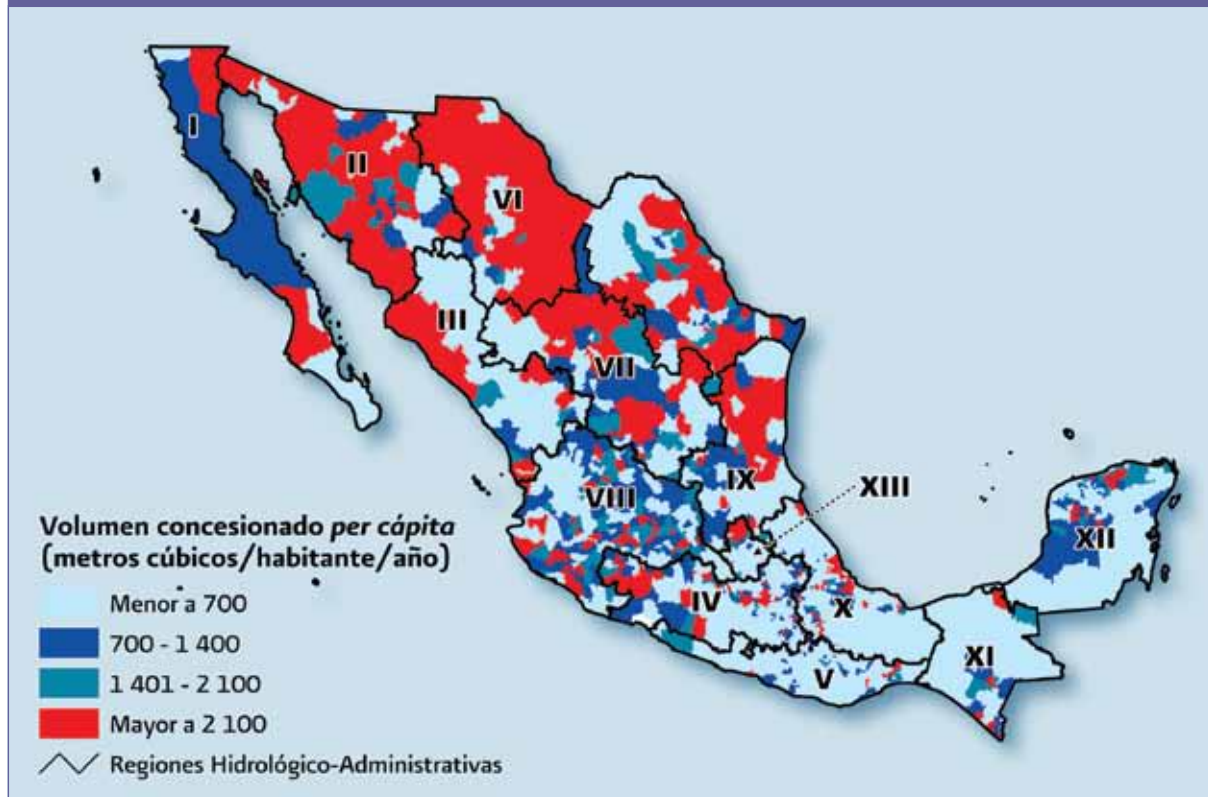 I
II
VI
III
VII
IX
XIII
VIII
XII
IV
X
XI
V
Volumen concesionado per cápita
(metros cúbicos/habitante/año)
Menor a 700
700 - 1 400
1 401 - 2 100
Mayor a 2 100
Regiones Hidrológico-Administrativas